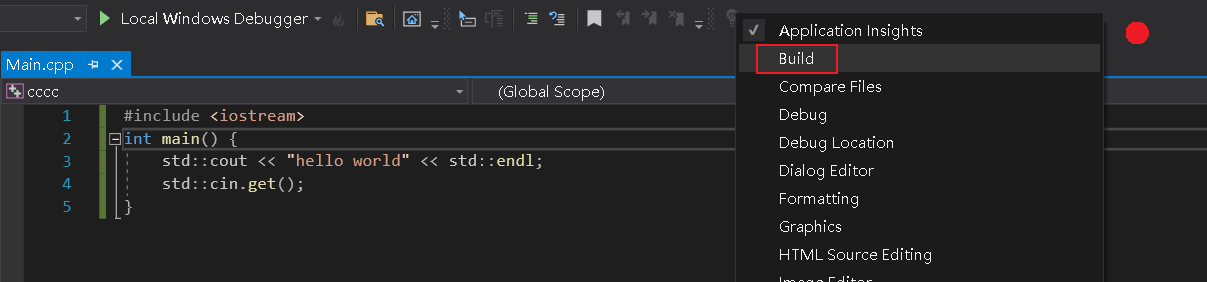 Local Windows Debugger
Application Insights
Build
Compare Files
Debug
Debug Location
Dialog Editor
Formatting
Graphics
HTML Source Editing
Image Editor
Main.cpp
cccc
(Global Scope)
1 #include <iostream>
2 int main() {
3 std::cout << "hello world" << std::endl;
4 std::cin.get();
5 }